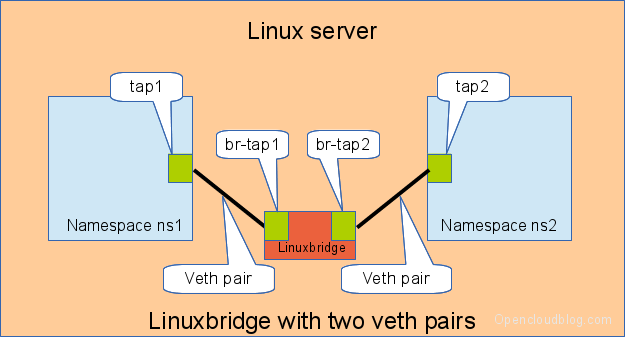 Linux server
tap1
tap2
br-tap1
br-tap2
Namespace ns1
Namespace ns2
Linuxbridge
Veth pair
Veth pair
Linuxbridge with two veth pairs
Opencloudblog.com